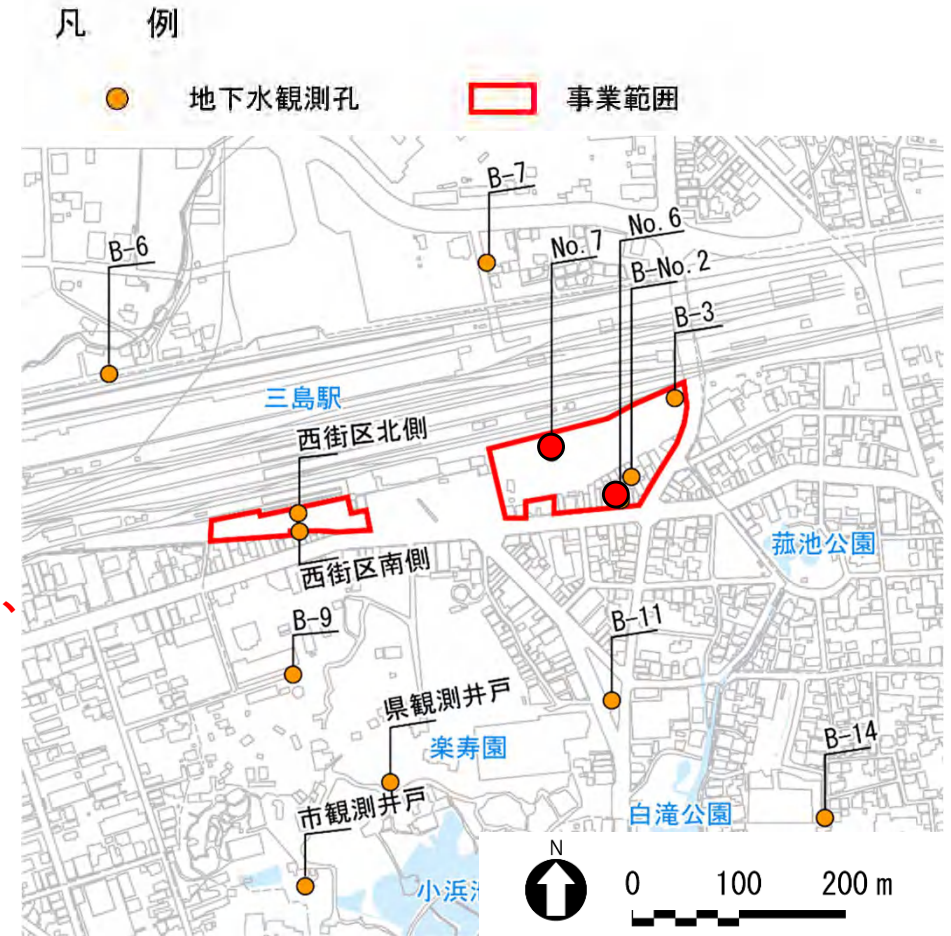 凡 例
地下水観測孔
事業範囲
B-7
No. 6
No. 7
B-6
B-No. 2
B-3
三島駅
西街区北側
菰池公園
西街区南側
B-9
B-11
県観測井戸
楽寿園
B-14
市観測井戸
白滝公園
小浜
N
0 100 200 m